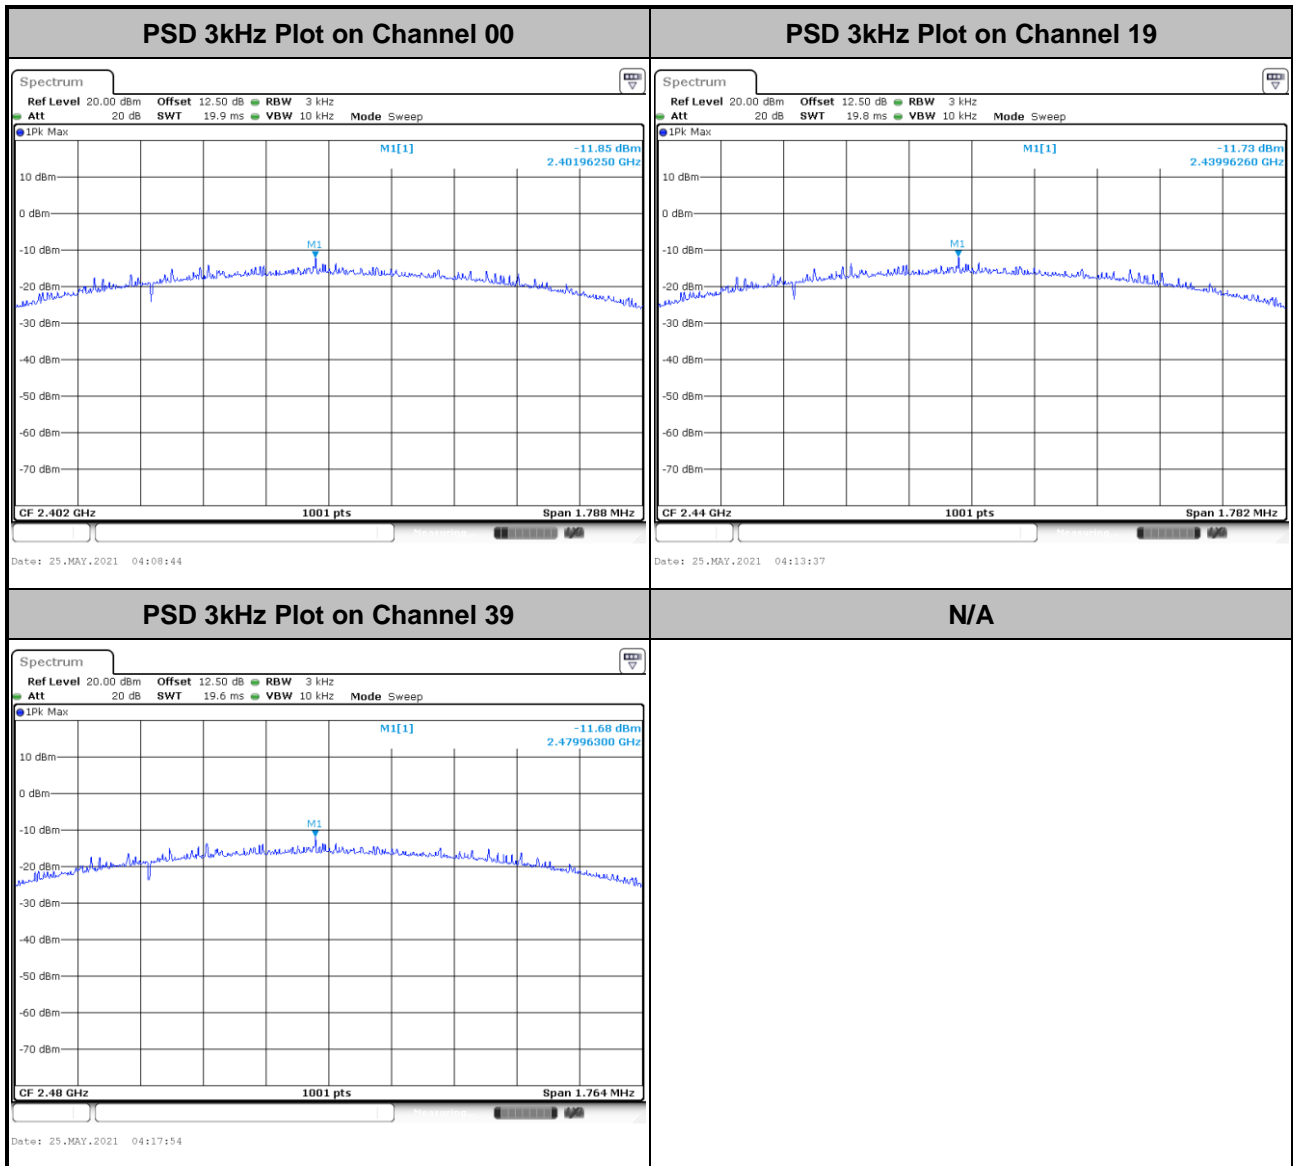 PSD 3kHz Plot on Channel 00
Spectrum
Ref Level 20.00 dBm Offset 12.50 dB RBW 3 kHz
Att 20 dB SWT 19.9 ms VBW 10 kHz Mode Sweep
1Pk Max
M1[1] -11.85 dBm
2.40196250 GHz
10 dBm
0 dBm
M1
-10 dBm
-20 dBm
-30 dBm
-40 dBm
-50 dBm
-60 dBm
-70 dBm
CF 2.402 GHz 1001 pts Span 1.788 MHz
Measuring...
Date: 25.MAY.2021 04:08:44
PSD 3kHz Plot on Channel 19
Spectrum
Ref Level 20.00 dBm Offset 12.50 dB RBW 3 kHz
Att 20 dB SWT 19.8 ms VBW 10 kHz Mode Sweep
1Pk Max
M1[1] -11.73 dBm
2.43996260 GHz
10 dBm
0 dBm
M1
-10 dBm
-20 dBm
-30 dBm
-40 dBm
-50 dBm
-60 dBm
-70 dBm
CF 2.44 GHz 1001 pts Span 1.782 MHz
Measuring...
Date: 25.MAY.2021 04:13:37
PSD 3kHz Plot on Channel 39
Spectrum
Ref Level 20.00 dBm Offset 12.50 dB RBW 3 kHz
Att 20 dB SWT 19.6 ms VBW 10 kHz Mode Sweep
1Pk Max
M1[1] -11.68 dBm
2.47996300 GHz
10 dBm
0 dBm
M1
-10 dBm
-20 dBm
-30 dBm
-40 dBm
-50 dBm
-60 dBm
-70 dBm
CF 2.48 GHz 1001 pts Span 1.764 MHz
Measuring...
Date: 25.MAY.2021 04:17:54
N/A